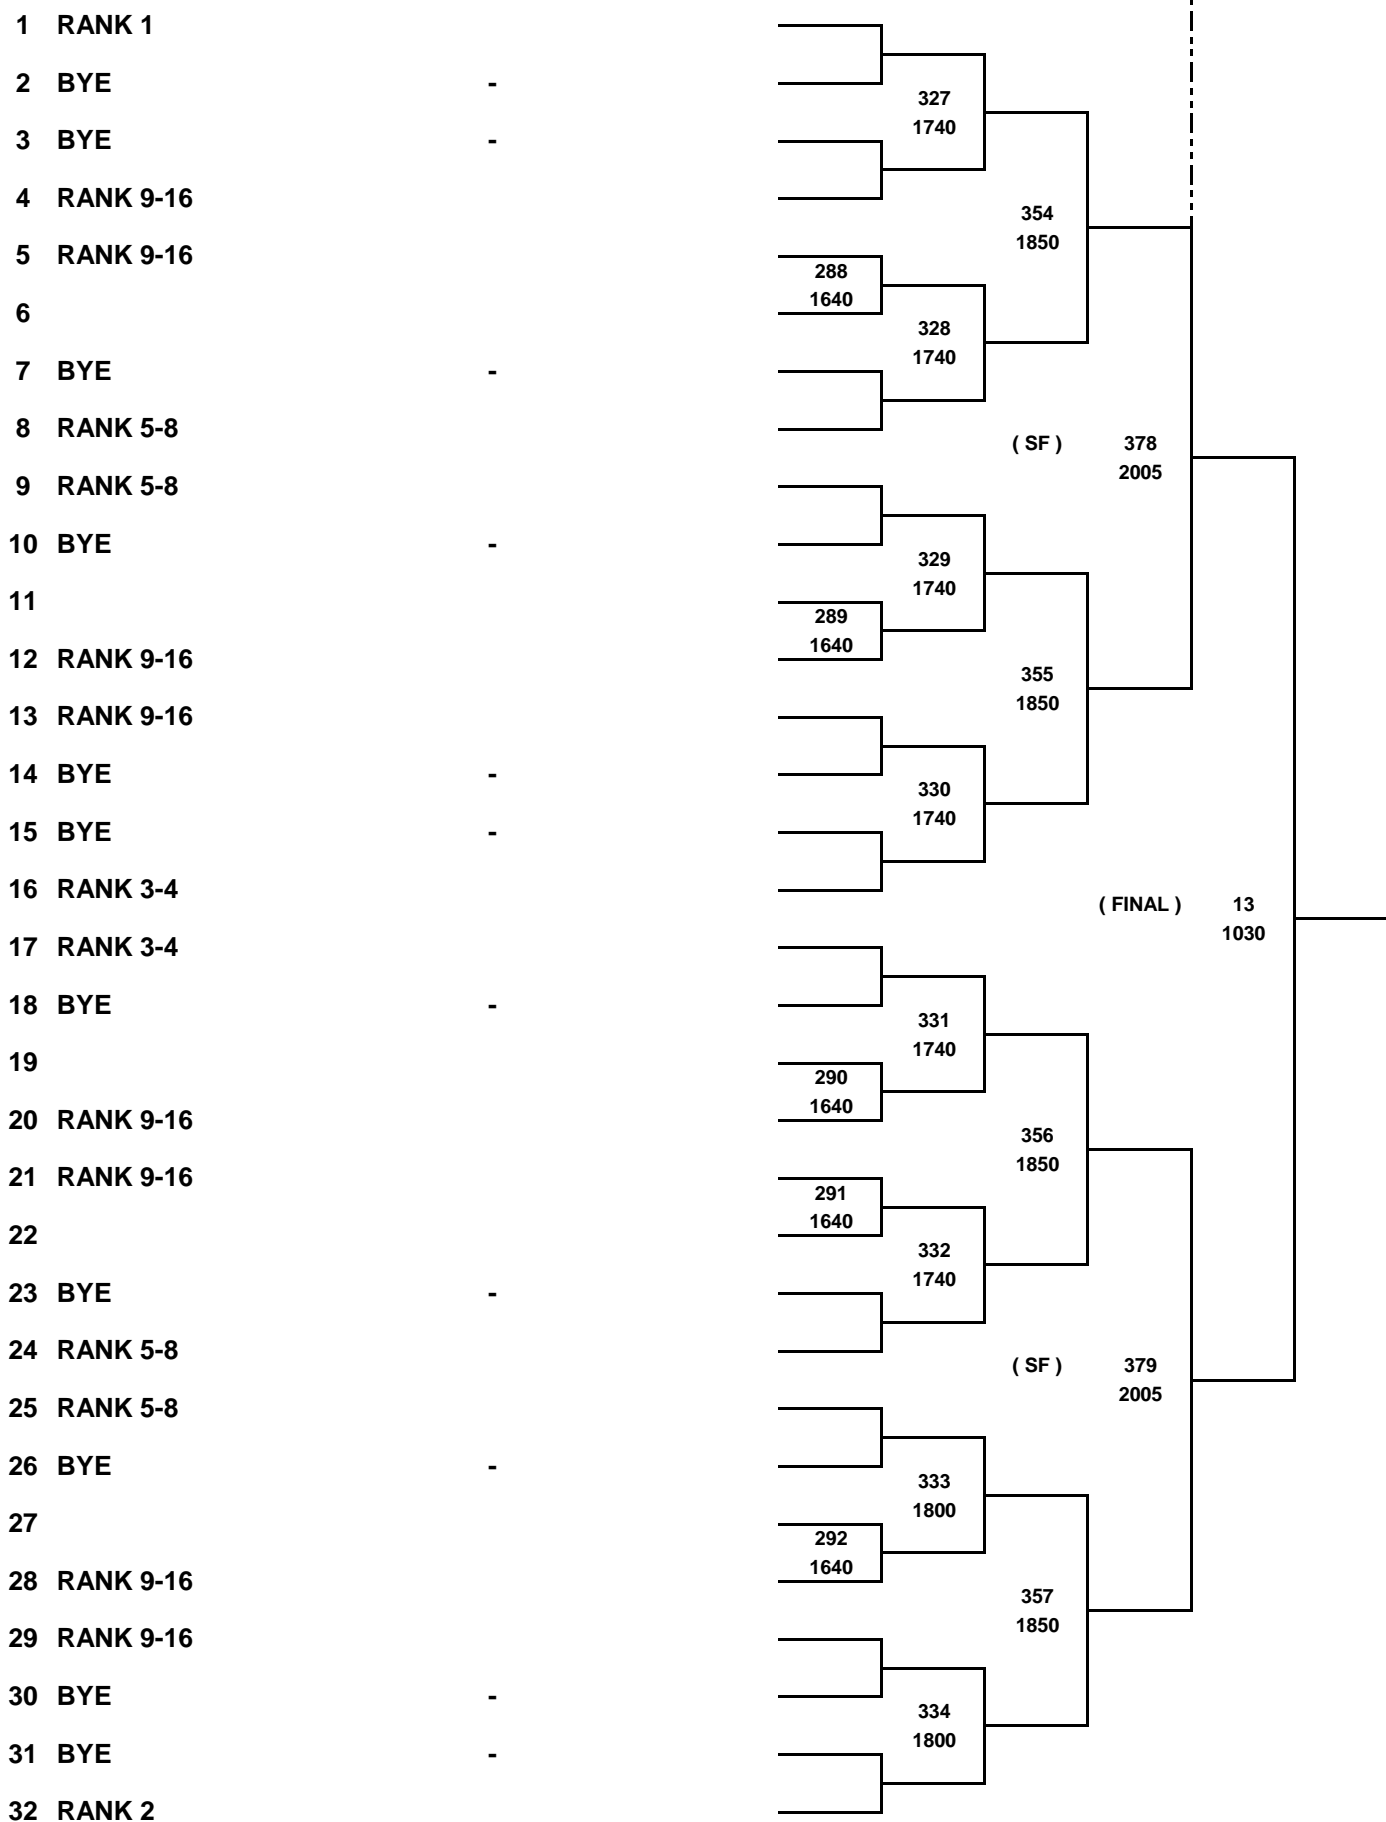 1 RANK 1
2 BYE -
327
1740
3 BYE -
4 RANK 9-16
354
1850
5 RANK 9-16
288
1640
6
328
1740
7 BYE -
8 RANK 5-8
( SF ) 378
2005
9 RANK 5-8
10 BYE -
329
1740
11
289
1640
12 RANK 9-16
355
1850
13 RANK 9-16
14 BYE -
330
1740
15 BYE -
16 RANK 3-4
( FINAL ) 13
1030
17 RANK 3-4
18 BYE -
331
1740
19
290
1640
20 RANK 9-16
356
1850
21 RANK 9-16
291
1640
22
332
1740
23 BYE -
24 RANK 5-8
( SF ) 379
2005
25 RANK 5-8
26 BYE -
333
1800
27
292
1640
28 RANK 9-16
357
1850
29 RANK 9-16
30 BYE -
334
1800
31 BYE -
32 RANK 2